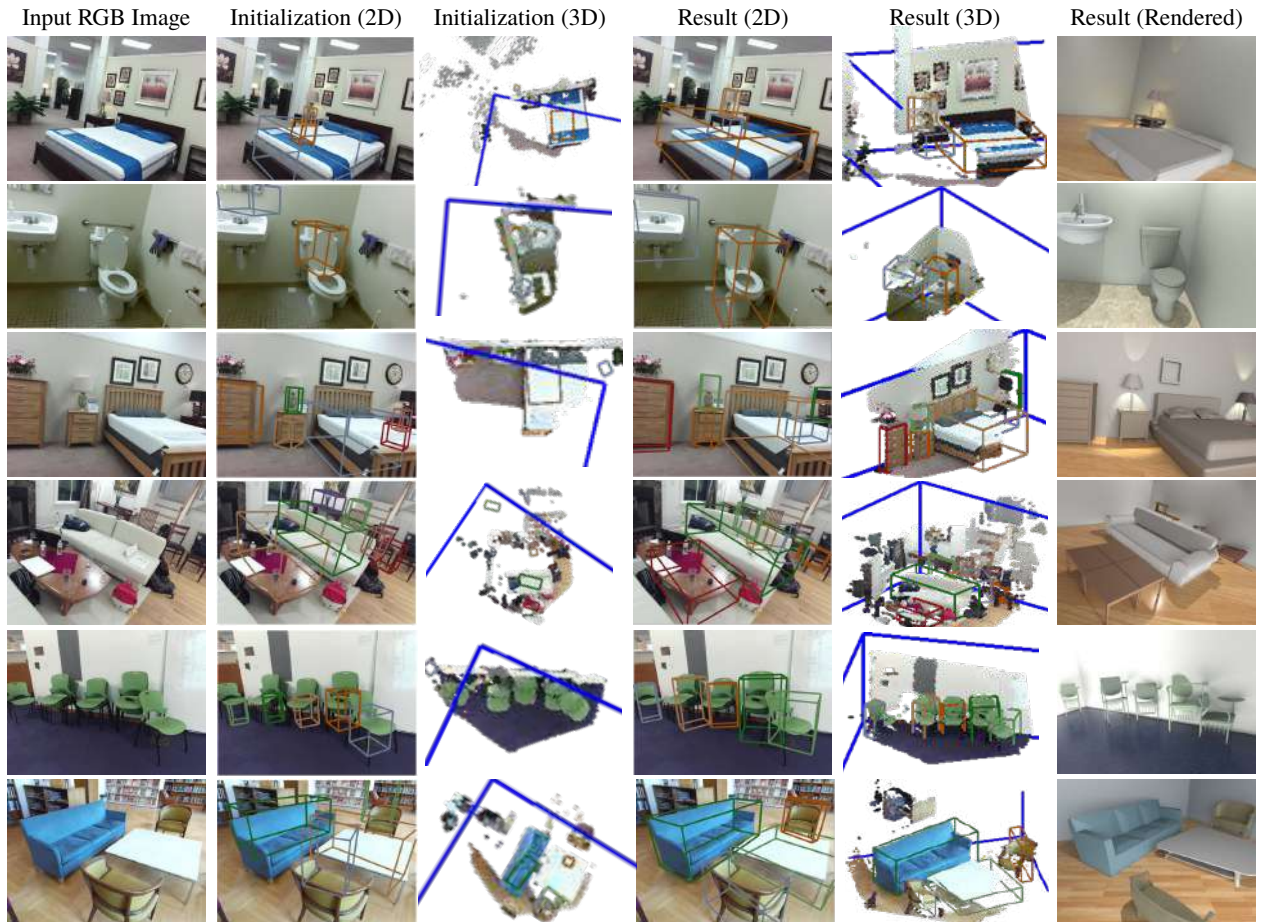 Input RGB Image Initialization (2D) Initialization (3D) Result (2D) Result (3D) Result (Rendered)